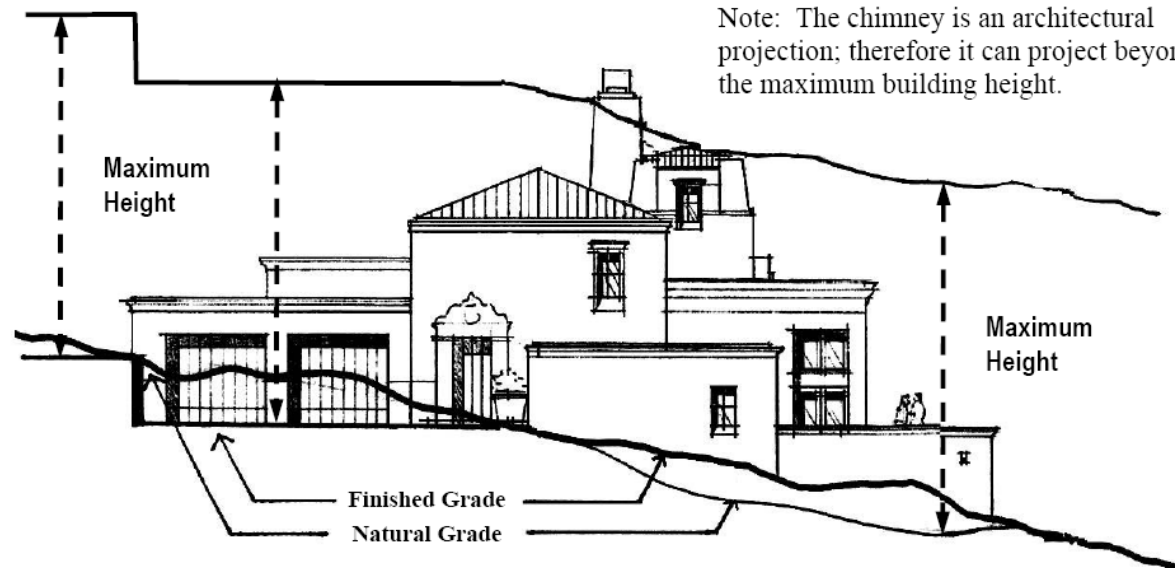 Note: The chimney is an architectural
projection; therefore it can project beyon
the maximum building height.
Maximum
Height
Maximum
Height
Finished Grade
Natural Grade